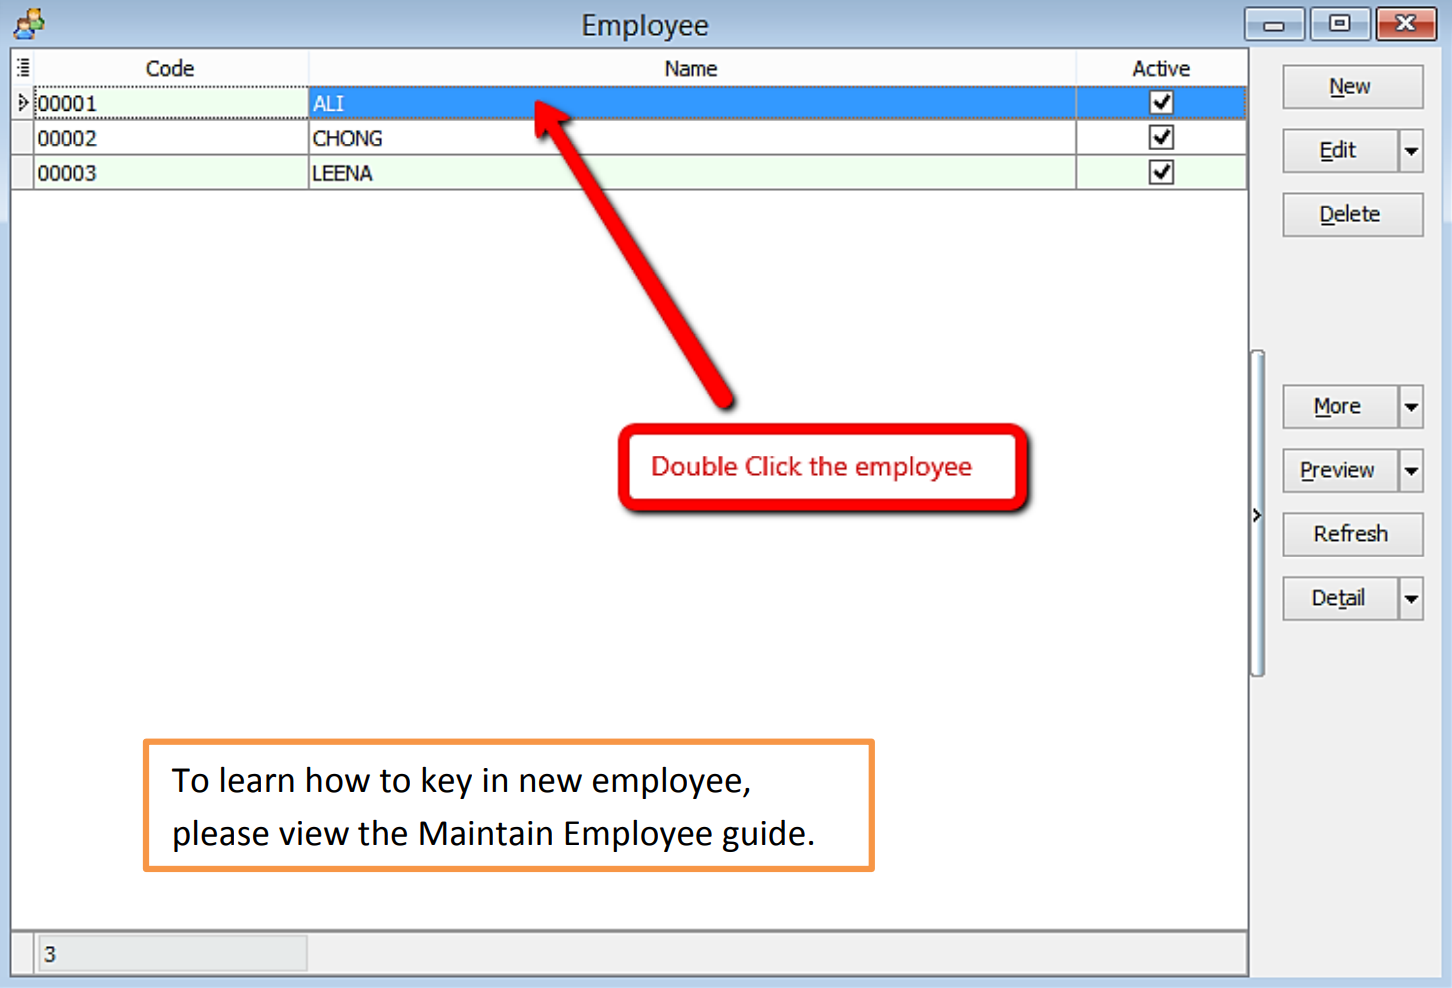 Employee
Code Name Active
00001 ALI
00002 CHONG
00003 LEENA
New
Edit
Delete
More
Preview
Refresh
Detail
Double Click the employee
To learn how to key in new employee,
please view the Maintain Employee guide.
3